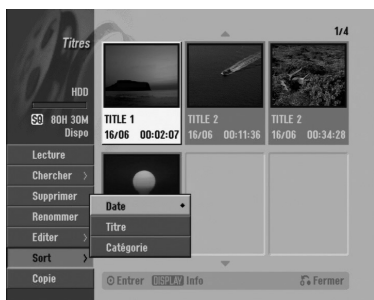 Titres
1/4
HDD
SQ 80H 30M
Dispo
TITLE 1
16/06 00:02:07
TITLE 2
16/06 00:11:36
TITLE 2
16/06 00:34:28
Lecture
Chercher
Supprimer
Renommer
Editer
Sort
Copie
Date
Titre
Catégorie
Entrer DISPLAY Info
Fermer